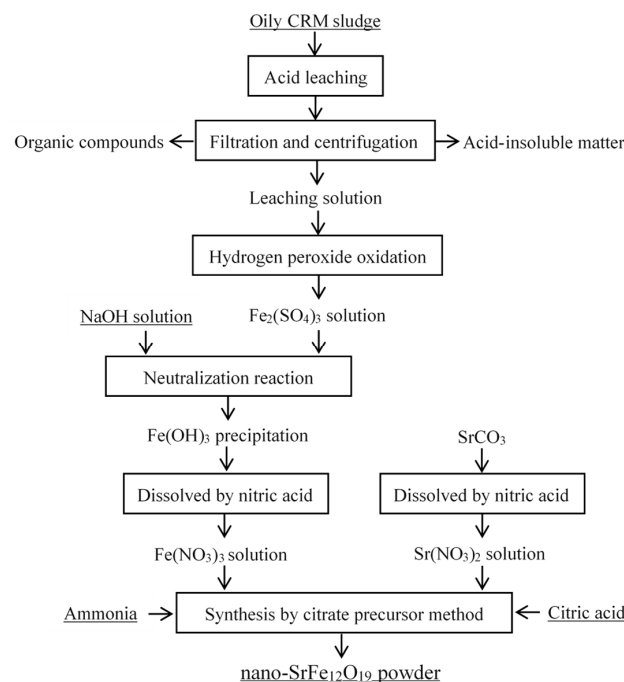 Oily CRM sludge
Acid leaching
Organic compounds
Filtration and centrifugation
Acid-insoluble matter
Leaching solution
Hydrogen peroxide oxidation
NaOH solution
Fe₂(SO₄)₃ solution
Neutralization reaction
Fe(OH)₃ precipitation
SrCO₃
Dissolved by nitric acid
Dissolved by nitric acid
Fe(NO₃)₃ solution
Sr(NO₃)₂ solution
Ammonia
Synthesis by citrate precursor method
Citric acid
nano-SrFe₁₂O₁₉ powder